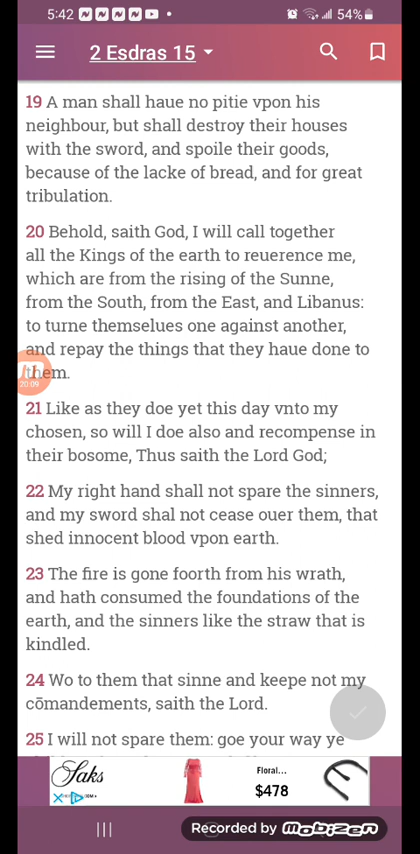 5:42
54%
2 Esdras 15
19 A man shall haue no pitie vpon his
neighbour, but shall destroy their houses
with the sword, and spoile their goods,
because of the lacke of bread, and for great
tribulation.
20 Behold, saith God, I will call together
all the Kings of the earth to reuerence me,
which are from the rising of the Sunne,
from the South, from the East, and Libanus:
to turne themselues one against another,
and repay the things that they haue done to
them.
20:09
21 Like as they doe yet this day vnto my
chosen, so will I doe also and recompense in
their bosome, Thus saith the Lord God;
22 My right hand shall not spare the sinners,
and my sword shal not cease ouer them, that
shed innocent blood vpon earth.
23 The fire is gone foorth from his wrath,
and hath consumed the foundations of the
earth, and the sinners like the straw that is
kindled.
24 Wo to them that sinne and keepe not my
cōmandements, saith the Lord.
25 I will not spare them: goe your way ye
Saks
Floral...
$478
Recorded by mobizen